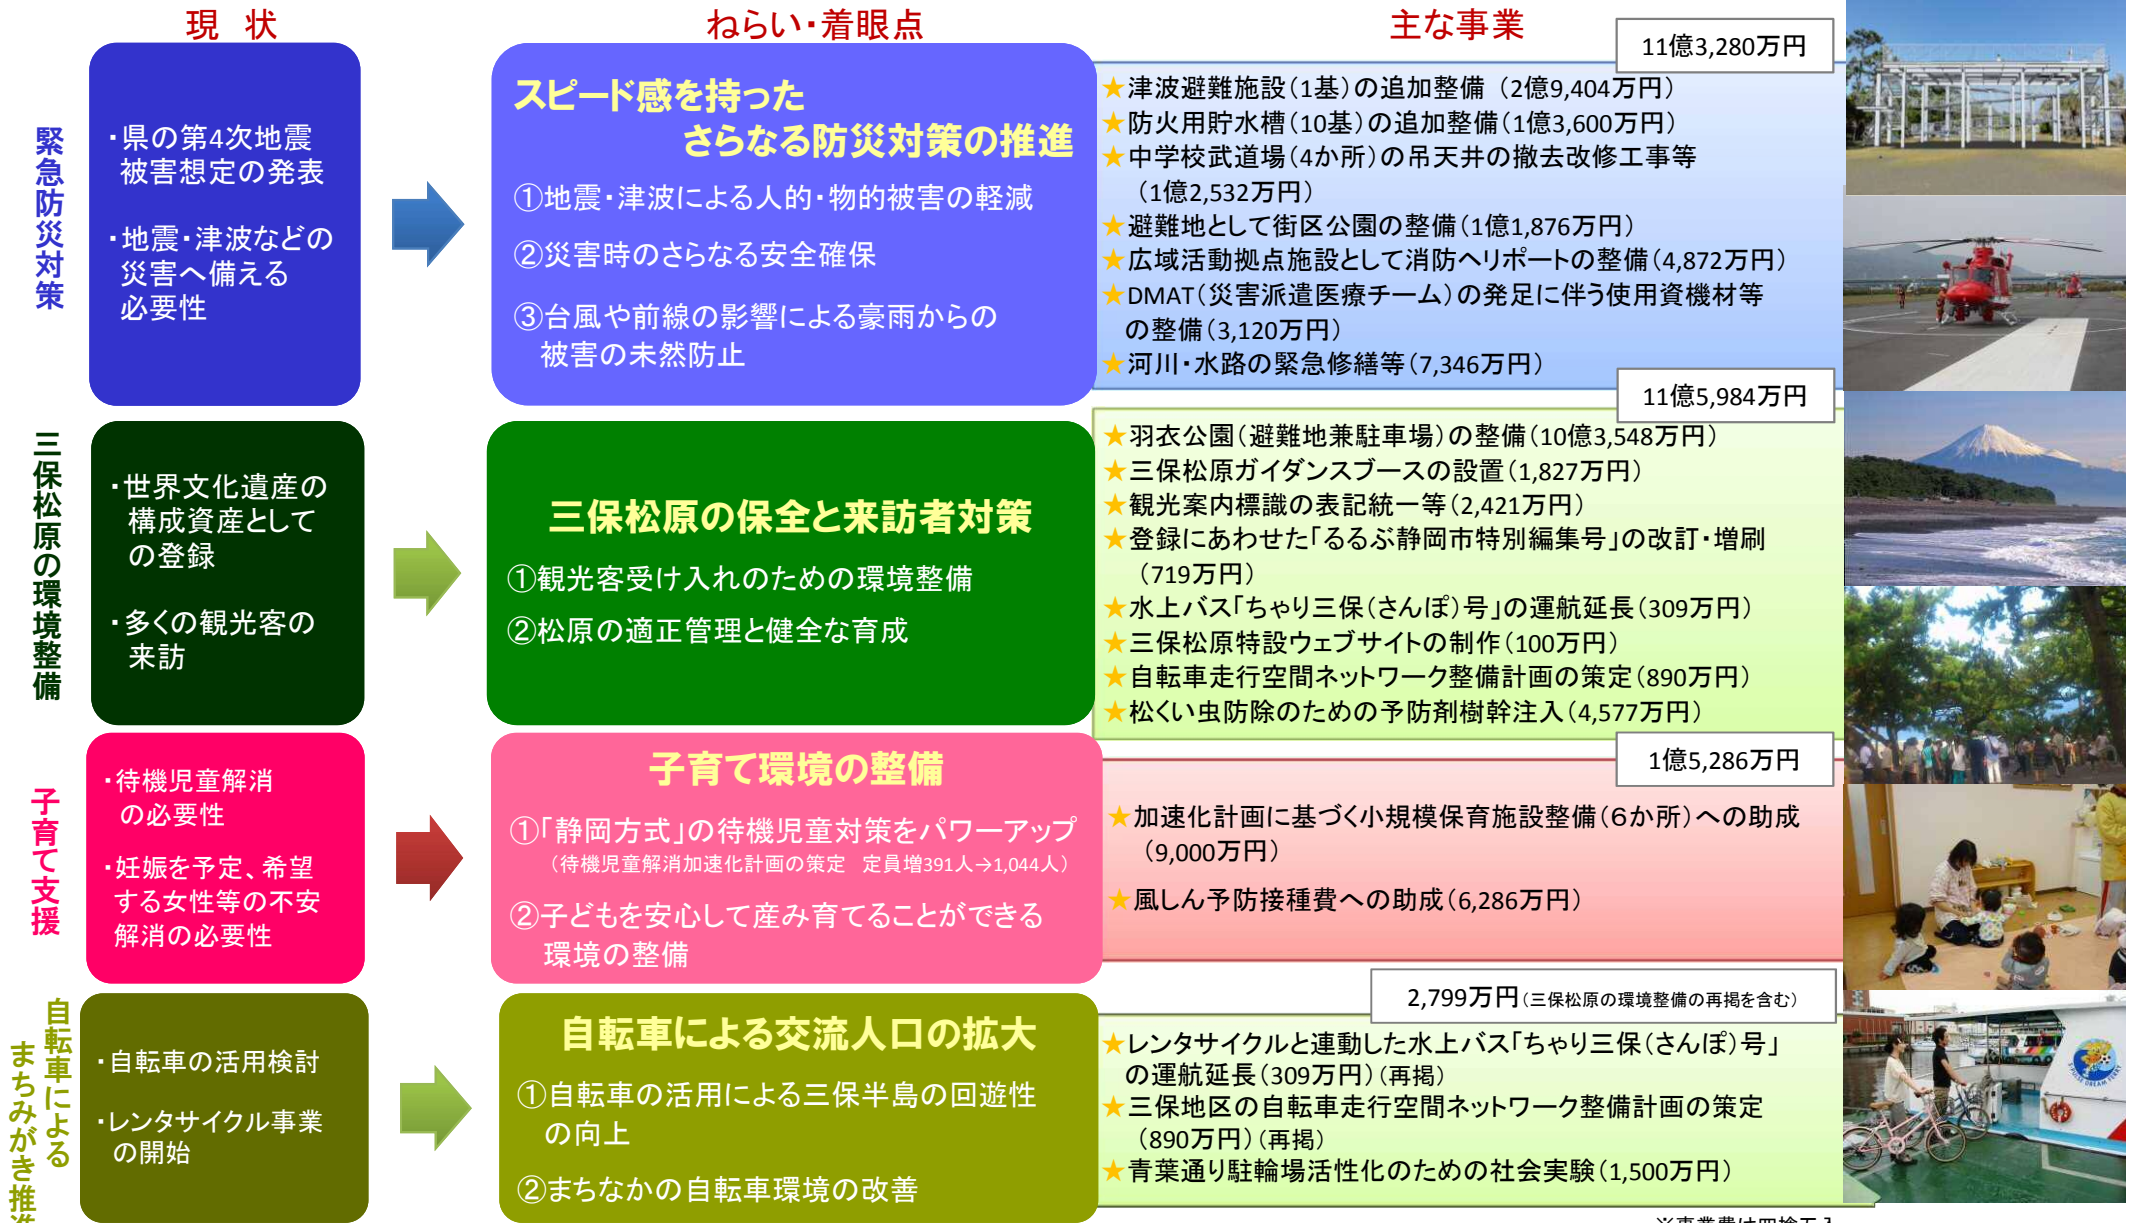 現　状
ねらい・着眼点
主な事業
緊急防災対策
・県の第4次地震
被害想定の発表
・地震・津波などの
災害へ備える
必要性
スピード感を持った
さらなる防災対策の推進
①地震・津波による人的・物的被害の軽減
②災害時のさらなる安全確保
③台風や前線の影響による豪雨からの
被害の未然防止
11億3,280万円
★津波避難施設（1基）の追加整備（2億9,404万円）
★防火用貯水槽（10基）の追加整備（1億3,600万円）
★中学校武道場（4か所）の吊天井の撤去改修工事等
（1億2,532万円）
★避難地として街区公園の整備（1億1,876万円）
★広域活動拠点施設として消防ヘリポートの整備（4,872万円）
★DMAT（災害派遣医療チーム）の発足に伴う使用資機材等
の整備（3,120万円）
★河川・水路の緊急修繕等（7,346万円）
三保松原の環境整備
・世界文化遺産の
構成資産として
の登録
・多くの観光客の
来訪
三保松原の保全と来訪者対策
①観光客受け入れのための環境整備
②松原の適正管理と健全な育成
11億5,984万円
★羽衣公園（避難地兼駐車場）の整備（10億3,548万円）
★三保松原ガイダンスブースの設置（1,827万円）
★観光案内標識の表記統一等（2,421万円）
★登録にあわせた「るるぶ静岡市特別編集号」の改訂・増刷
（719万円）
★水上バス「ちゃり三保（さんぽ）号」の運航延長（309万円）
★三保松原特設ウェブサイトの制作（100万円）
★自転車走行空間ネットワーク整備計画の策定（890万円）
★松くい虫防除のための予防剤樹幹注入（4,577万円）
子育て支援
・待機児童解消
の必要性
・妊娠を予定、希望
する女性等の不安
解消の必要性
子育て環境の整備
①「静岡方式」の待機児童対策をパワーアップ
（待機児童解消加速化計画の策定　定員増391人→1,044人）
②子どもを安心して産み育てることができる
環境の整備
1億5,286万円
★加速化計画に基づく小規模保育施設整備（６か所）への助成
（9,000万円）
★風しん予防接種費への助成（6,286万円）
自転車による
まちみがき推進
・自転車の活用検討
・レンタサイクル事業
の開始
自転車による交流人口の拡大
①自転車の活用による三保半島の回遊性
の向上
②まちなかの自転車環境の改善
2,799万円（三保松原の環境整備の再掲を含む）
★レンタサイクルと連動した水上バス「ちゃり三保（さんぽ）号」
の運航延長（309万円）（再掲）
★三保地区の自転車走行空間ネットワーク整備計画の策定
（890万円）（再掲）
★青葉通り駐輪場活性化のための社会実験（1,500万円）
※事業費は四捨五入